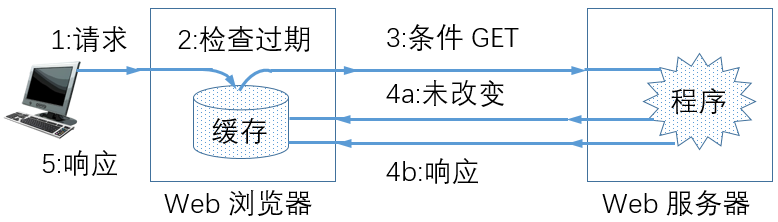 1:请求
2:检查过期
3:条件 GET
4a:未改变
程序
缓存
5:响应
4b:响应
Web 浏览器
Web 服务器